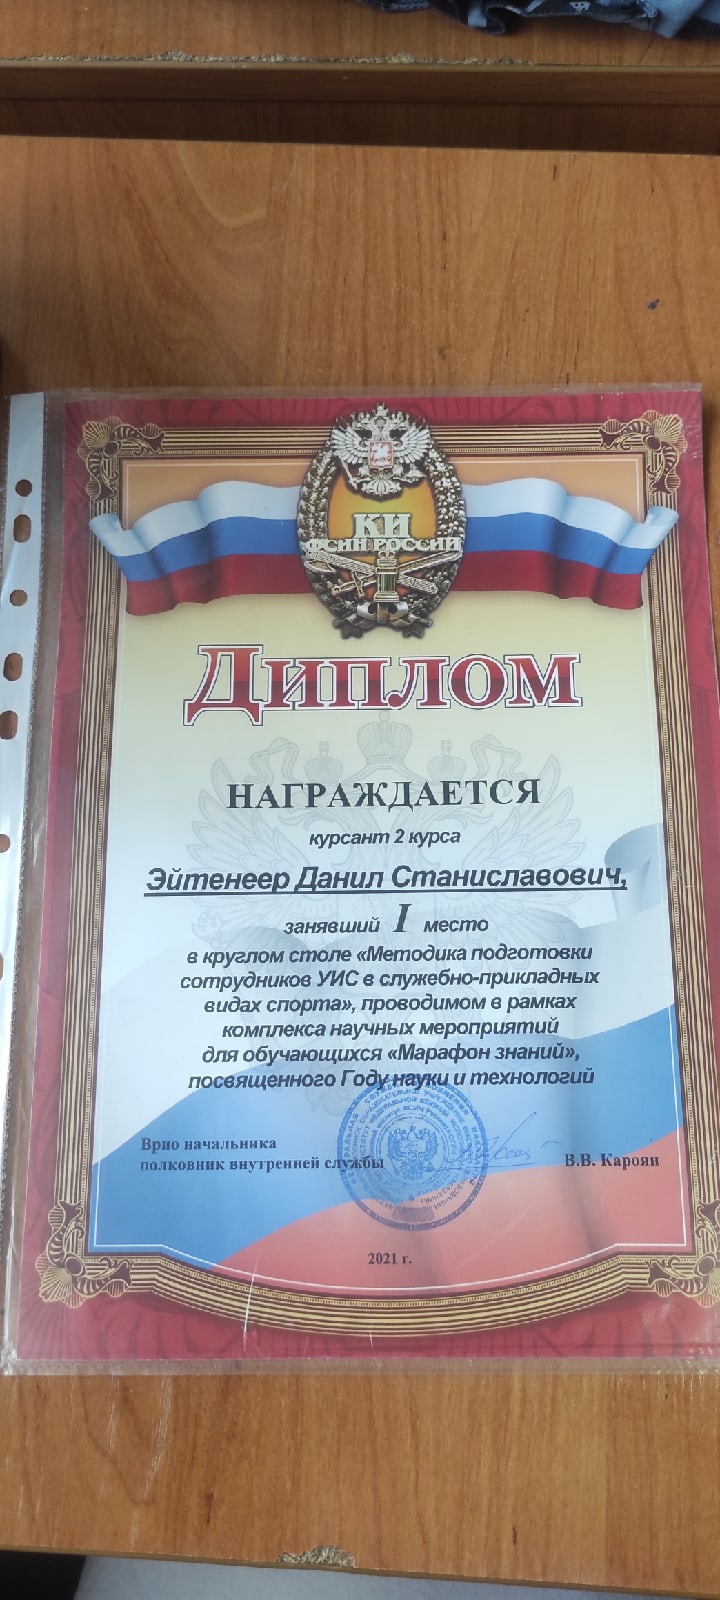 КИ
ФСИН РОССИИ
ДИПЛОМ
НАГРАЖДАЕТСЯ
курсант 2 курса
Эйтенеер Данил Станиславович,
занявший I место
в круглом столе «Методика подготовки
сотрудников УИС в служебно-прикладных
видах спорта», проводимом в рамках
комплекса научных мероприятий
для обучающихся «Марафон знаний»,
посвященного Году науки и технологий
Врио начальника
полковник внутренней службы В.В. Кароян
2021 г.